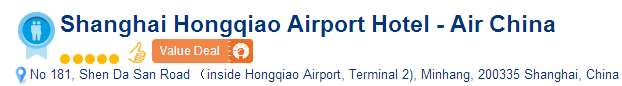 Shanghai Hongqiao Airport Hotel - Air China
Value Deal
No 181, Shen Da San Road （inside Hongqiao Airport, Terminal 2), Minhang, 200335 Shanghai, China